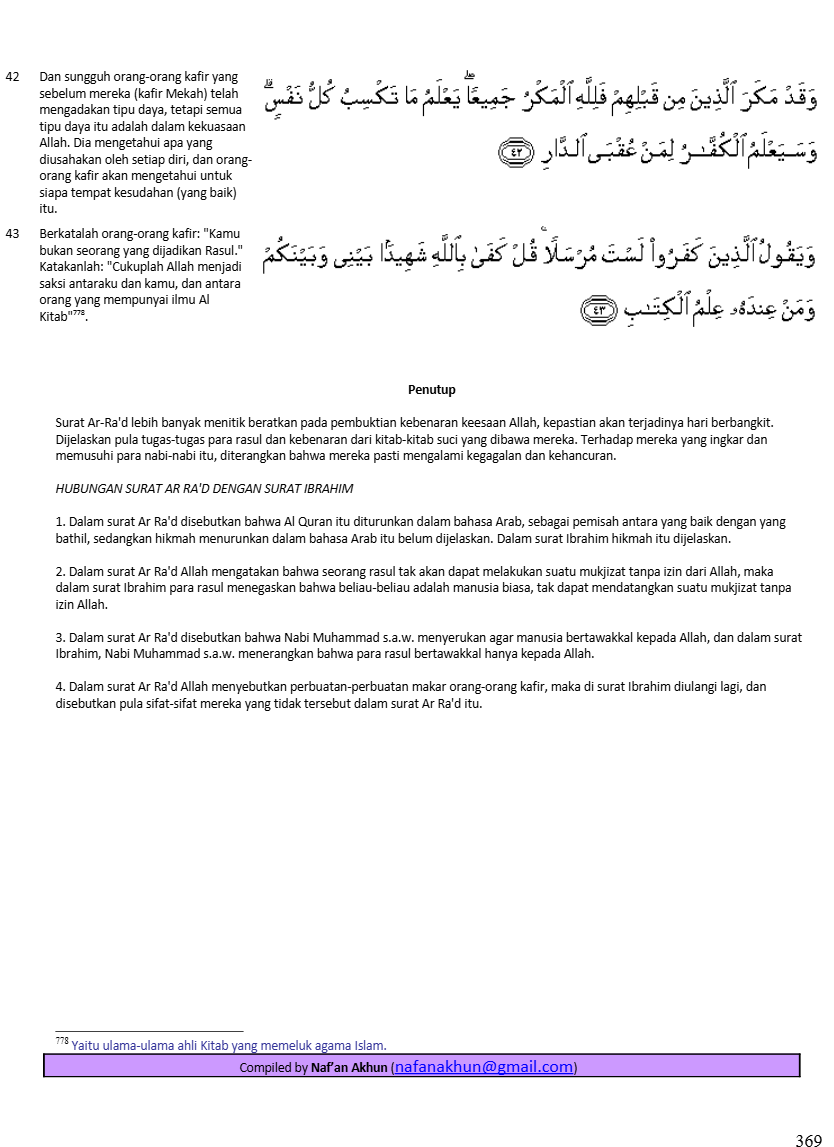 42 Dan sungguh orang-orang kafir yang
sebelum mereka (kafir Mekah) telah
mengadakan tipu daya, tetapi semua
tipu daya itu adalah dalam kekuasaan
Allah. Dia mengetahui apa yang
diusahakan oleh setiap diri, dan orang-
orang kafir akan mengetahui untuk
siapa tempat kesudahan (yang baik)
itu.
وَقَدْ مَكَرَ ٱلَّذِينَ مِن قَبْلِهِمْ فَلِلَّهِ ٱلْمَكْرُ جَمِيعًا ۖ يَعْلَمُ مَا تَكْسِبُ كُلُّ نَفْسٍ ۗ
وَسَيَعْلَمُ ٱلْكُفَّـٰرُ لِمَنْ عُقْبَى ٱلدَّارِ ٤٢
43 Berkatalah orang-orang kafir: "Kamu
bukan seorang yang dijadikan Rasul."
Katakanlah: "Cukuplah Allah menjadi
saksi antaraku dan kamu, dan antara
orang yang mempunyai ilmu Al
Kitab"778.
وَيَقُولُ ٱلَّذِينَ كَفَرُوا۟ لَسْتَ مُرْسَلًا ۚ قُلْ كَفَىٰ بِٱللَّهِ شَهِيدًۢا بَيْنِى وَبَيْنَكُمْ
وَمَنْ عِندَهُۥ عِلْمُ ٱلْكِتَـٰبِ ٤٣
Penutup
Surat Ar-Ra'd lebih banyak menitik beratkan pada pembuktian kebenaran keesaan Allah, kepastian akan terjadinya hari berbangkit.
Dijelaskan pula tugas-tugas para rasul dan kebenaran dari kitab-kitab suci yang dibawa mereka. Terhadap mereka yang ingkar dan
memusuhi para nabi-nabi itu, diterangkan bahwa mereka pasti mengalami kegagalan dan kehancuran.
HUBUNGAN SURAT AR RA'D DENGAN SURAT IBRAHIM
1. Dalam surat Ar Ra'd disebutkan bahwa Al Quran itu diturunkan dalam bahasa Arab, sebagai pemisah antara yang baik dengan yang
bathil, sedangkan hikmah menurunkan dalam bahasa Arab itu belum dijelaskan. Dalam surat Ibrahim hikmah itu dijelaskan.
2. Dalam surat Ar Ra'd Allah mengatakan bahwa seorang rasul tak akan dapat melakukan suatu mukjizat tanpa izin dari Allah, maka
dalam surat Ibrahim para rasul menegaskan bahwa beliau-beliau adalah manusia biasa, tak dapat mendatangkan suatu mukjizat tanpa
izin Allah.
3. Dalam surat Ar Ra'd disebutkan bahwa Nabi Muhammad s.a.w. menyerukan agar manusia bertawakkal kepada Allah, dan dalam surat
Ibrahim, Nabi Muhammad s.a.w. menerangkan bahwa para rasul bertawakkal hanya kepada Allah.
4. Dalam surat Ar Ra'd Allah menyebutkan perbuatan-perbuatan makar orang-orang kafir, maka di surat Ibrahim diulangi lagi, dan
disebutkan pula sifat-sifat mereka yang tidak tersebut dalam surat Ar Ra'd itu.
778 Yaitu ulama-ulama ahli Kitab yang memeluk agama Islam.
Compiled by Naf’an Akhun (nafanakhun@gmail.com)
369